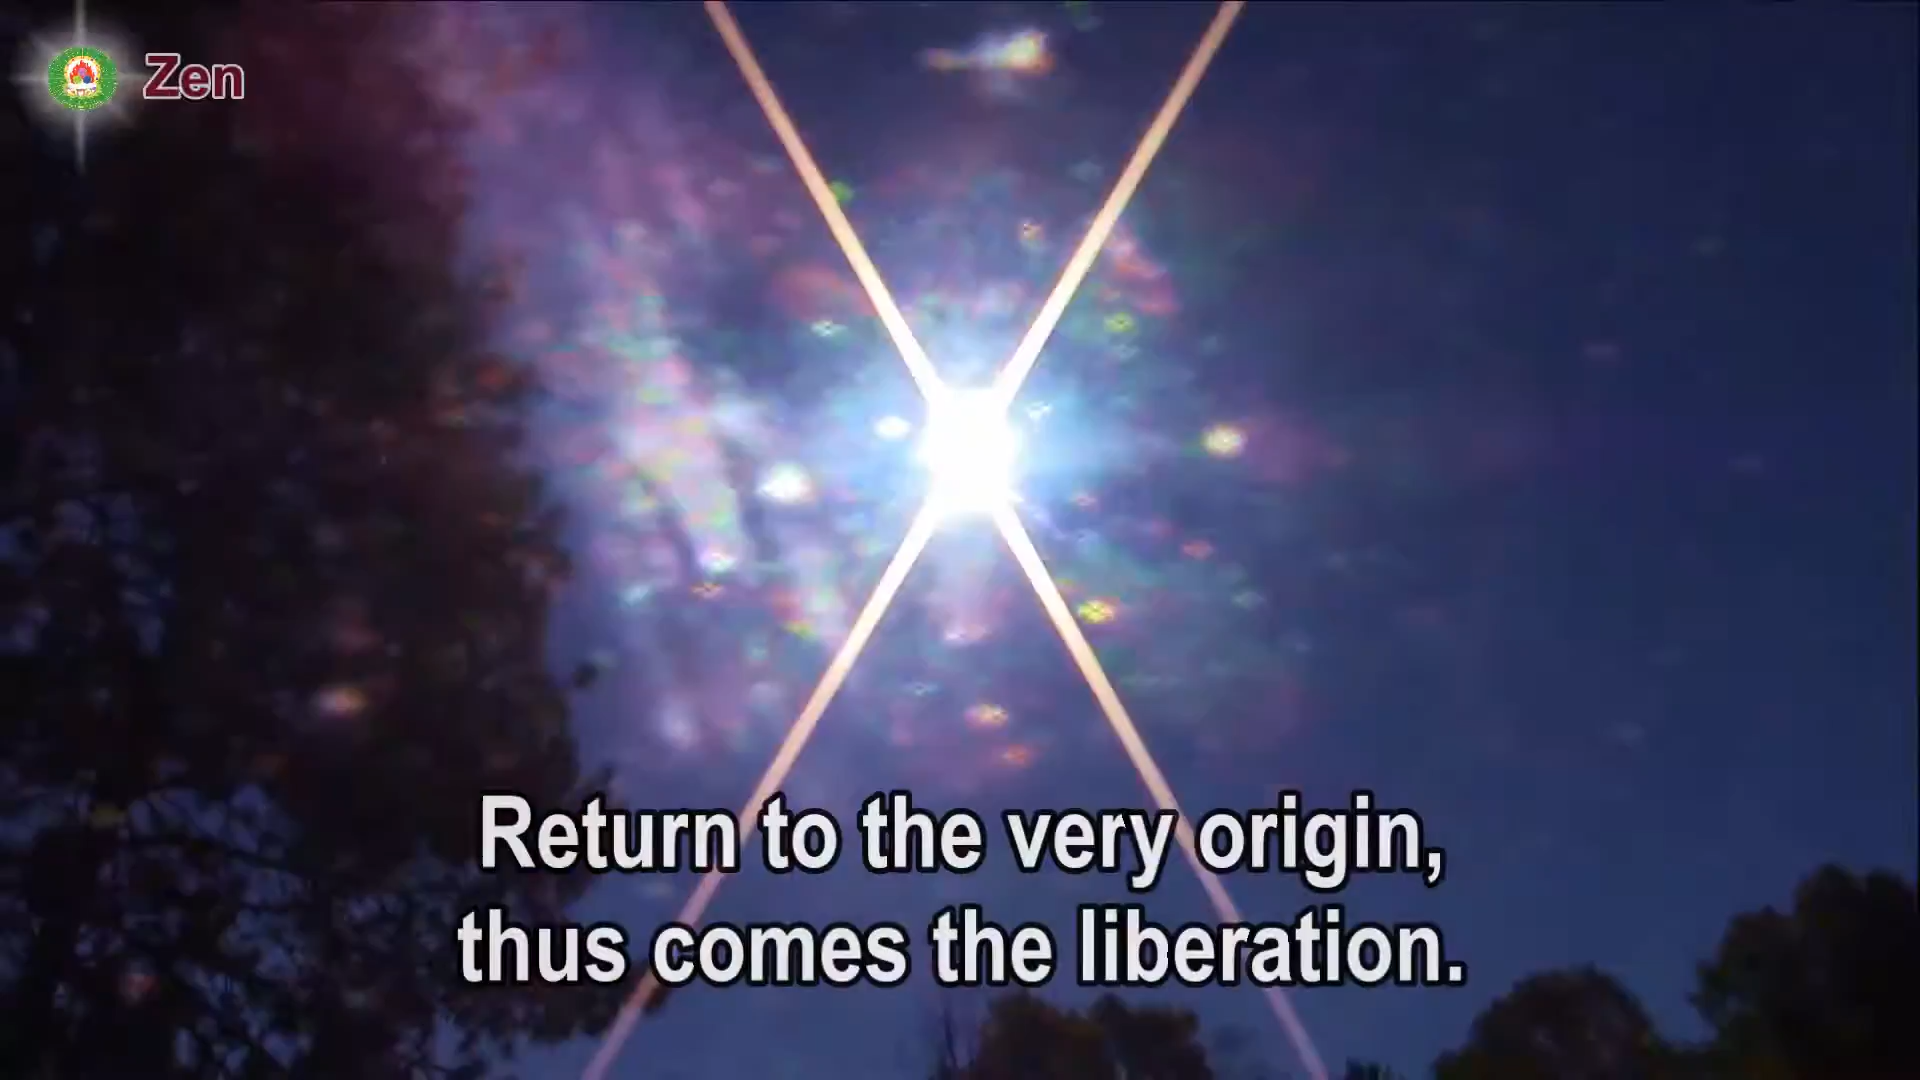 Zen
Return to the very origin,
thus comes the liberation.